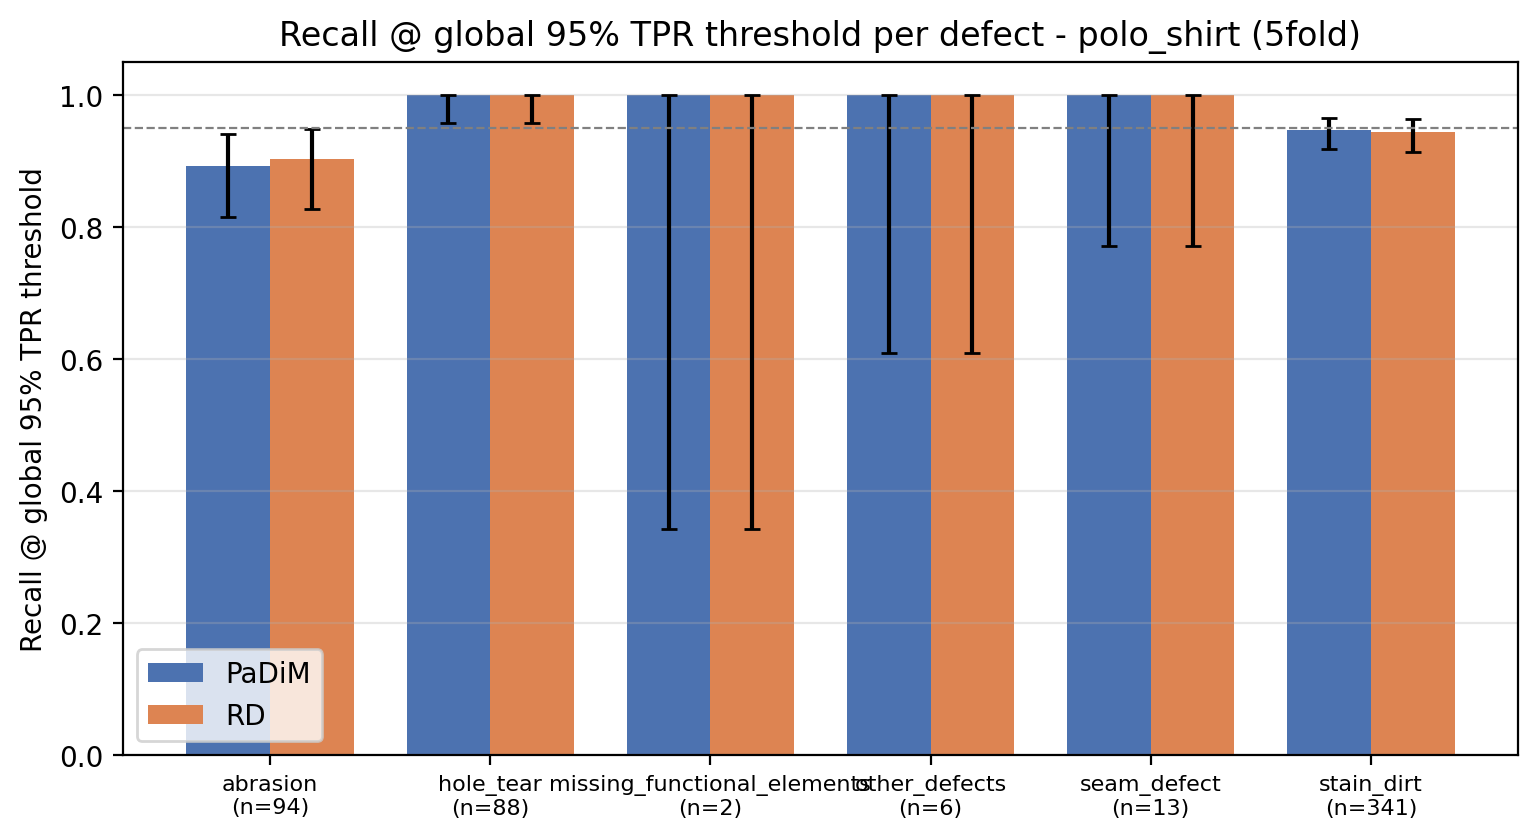 Recall @ global 95% TPR threshold per defect - polo_shirt (5fold)
Recall @ global 95% TPR threshold
1.0
0.8
0.6
0.4
0.2
0.0
PaDiM
RD
abrasion
(n=94)
hole_tear
(n=88)
missing_functional_elements
(n=2)
other_defects
(n=6)
seam_defect
(n=13)
stain_dirt
(n=341)